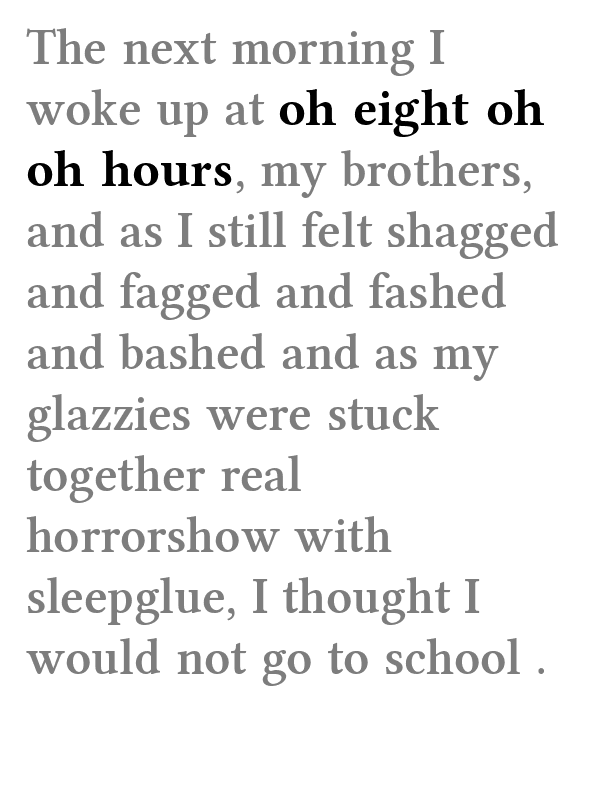 The next morning I
woke up at oh eight oh
oh hours, my brothers,
and as I still felt shagged
and fagged and fashed
and bashed and as my
glazzies were stuck
together real
horrorshow with
sleepglue, I thought I
would not go to school .